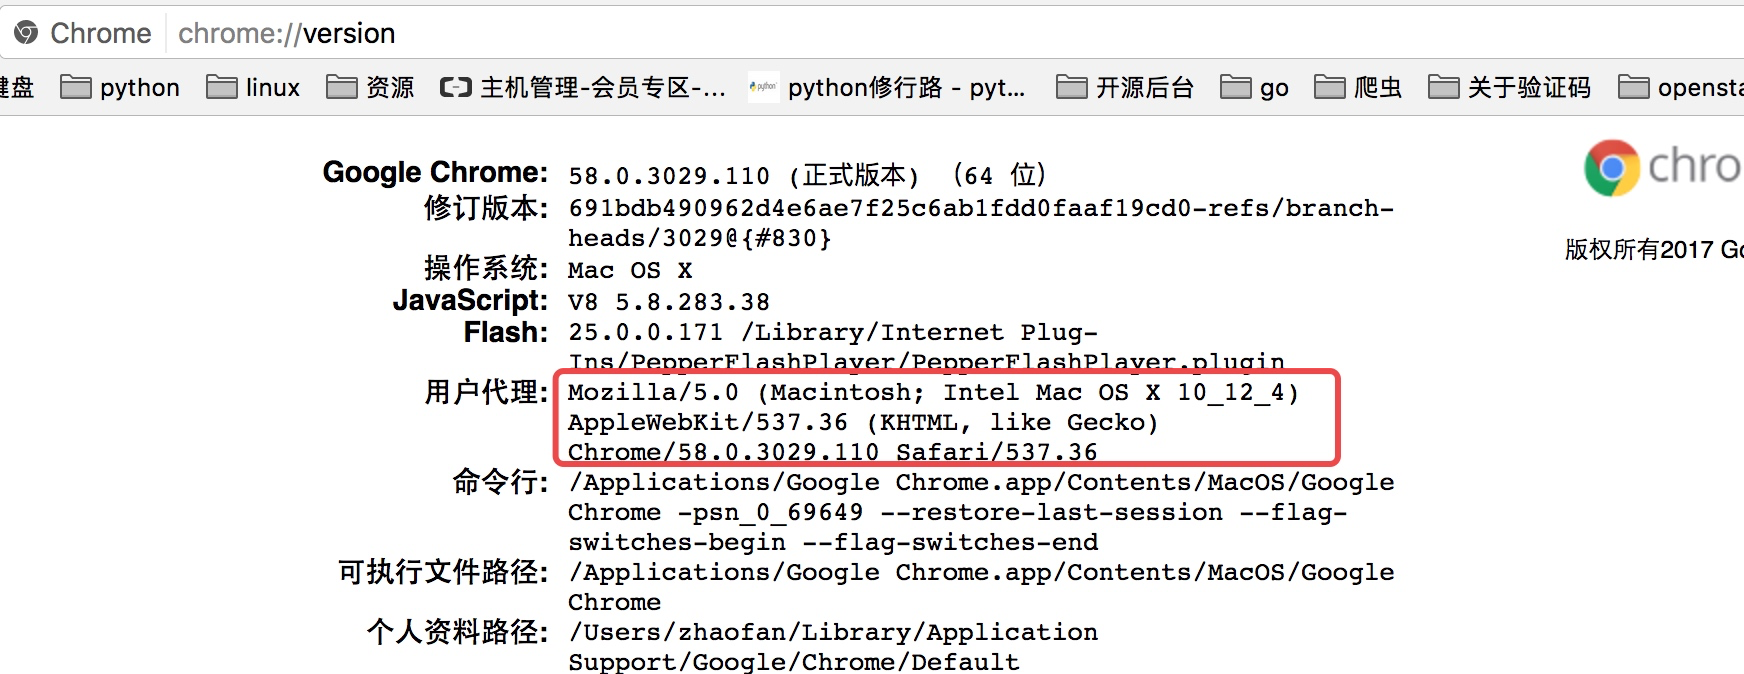 Chrome chrome://version
键盘 python linux 资源 主机管理-会员专区-... python python修行路 - pyt... 开源后台 go 爬虫 关于验证码 opensta
chro
Google Chrome: 58.0.3029.110 (正式版本) （64 位）
修订版本: 691bdb490962d4e6ae7f25c6ab1fdd0faaf19cd0-refs/branch-
heads/3029@{#830}
版权所有2017 Go
操作系统: Mac OS X
JavaScript: V8 5.8.283.38
Flash: 25.0.0.171 /Library/Internet Plug-
Ins/PepperFlashPlayer/PepperFlashPlayer.plugin
用户代理: Mozilla/5.0 (Macintosh; Intel Mac OS X 10_12_4)
AppleWebKit/537.36 (KHTML, like Gecko)
Chrome/58.0.3029.110 Safari/537.36
命令行: /Applications/Google Chrome.app/Contents/MacOS/Google
Chrome -psn_0_69649 --restore-last-session --flag-
switches-begin --flag-switches-end
可执行文件路径: /Applications/Google Chrome.app/Contents/MacOS/Google
Chrome
个人资料路径: /Users/zhaofan/Library/Application
Support/Google/Chrome/Default